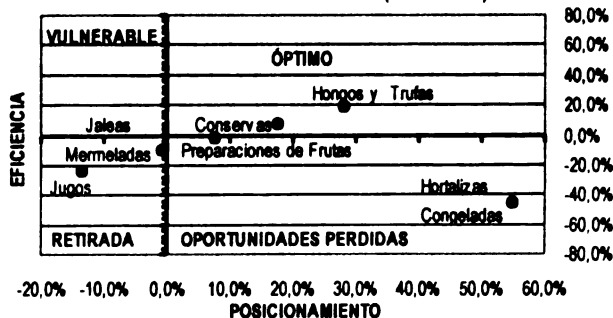 80,0%
VULNERABLE
60,0%
ÓPTIMO
40,0%
Hongos y Trufas
20,0%
Jaleas Conservas
0,0%
Mermeladas Preparaciones de Frutas
-20,0%
Jugos Hortalizas
-40,0%
Congeladas
-60,0%
RETIRADA OPORTUNIDADES PERDIDAS
-80,0%
EFICIENCIA
-20,0% -10,0% 0,0% 10,0% 20,0% 30,0% 40,0% 50,0% 60,0%
POSICIONAMIENTO